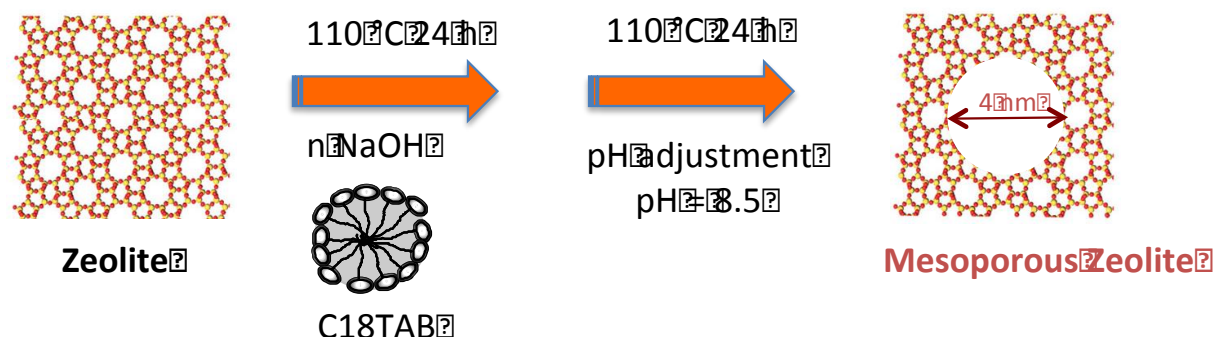 110 °C 24 h
n NaOH
C18TAB
110 °C 24 h
pH adjustment
pH = 8.5
4 nm
Zeolite
Mesoporous Zeolite